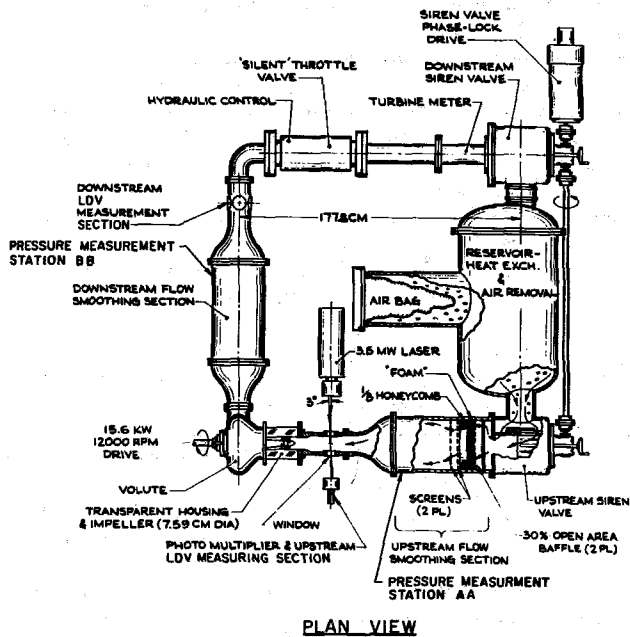 SIREN VALVE
PHASE-LOCK
DRIVE
'SILENT' THROTTLE
VALVE
DOWNSTREAM
SIREN VALVE
HYDRAULIC CONTROL
TURBINE METER
DOWNSTREAM
LDV
MEASUREMENT
SECTION
177.8CM
PRESSURE MEASUREMENT
STATION BB
RESERVOIR-
HEAT EXCH.
&
AIR REMOVAL
DOWNSTREAM FLOW
SMOOTHING SECTION
AIR BAG
3.5 MW LASER
"FOAM"
3°
1/8 HONEYCOMB
15.6 KW
12000 RPM
DRIVE
VOLUTE
SCREENS
(2 PL)
UPSTREAM SIREN
VALVE
TRANSPARENT HOUSING
& IMPELLER (7.59 CM DIA)
WINDOW
30% OPEN AREA
BAFFLE (2 PL)
PHOTO MULTIPLIER & UPSTREAM
LDV MEASURING SECTION
UPSTREAM FLOW
SMOOTHING SECTION
PRESSURE MEASURMENT
STATION AA
PLAN VIEW